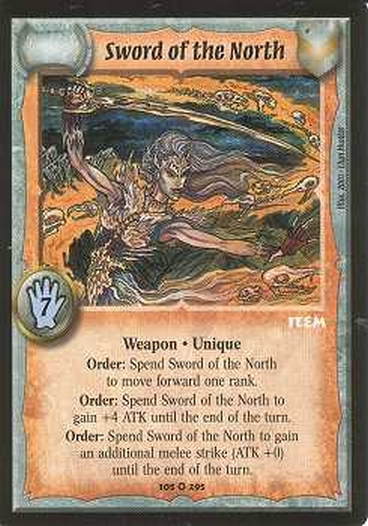 Sword of the North
7
ITEM
Weapon • Unique
Order: Spend Sword of the North
to move forward one rank.
Order: Spend Sword of the North to
gain +4 ATK until the end of the turn.
Order: Spend Sword of the North to gain
an additional melee strike (ATK +0)
until the end of the turn.